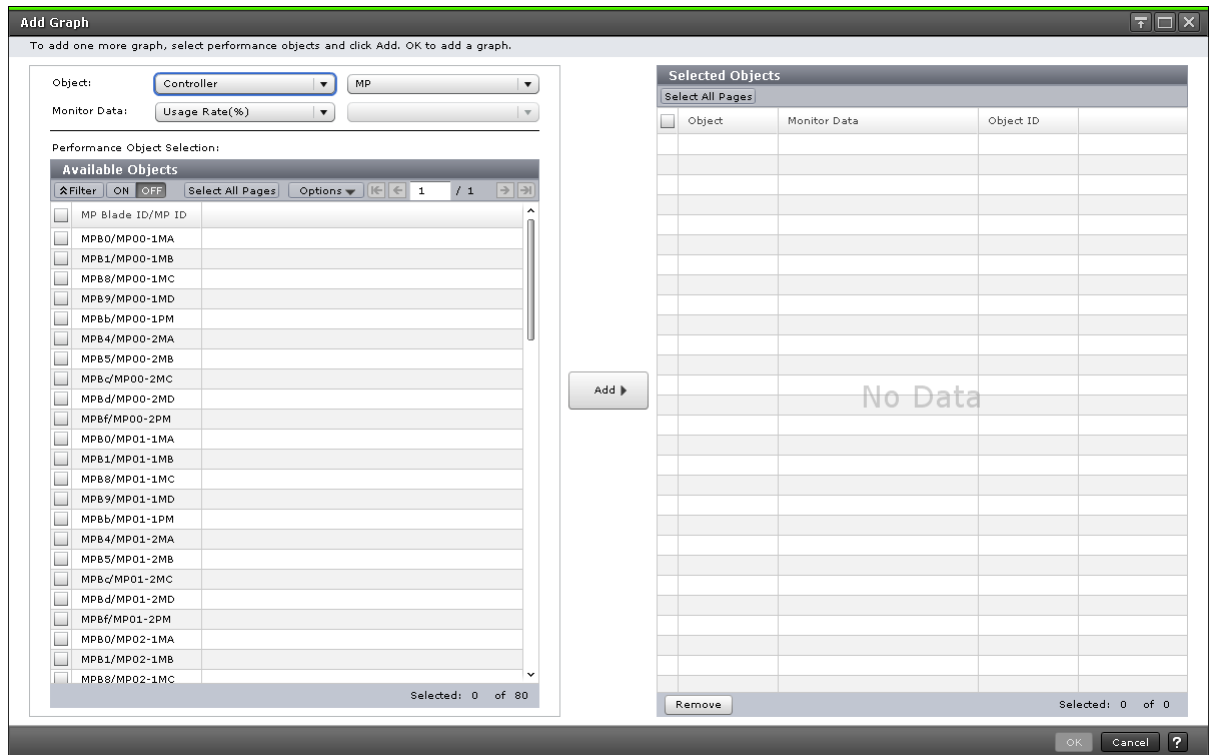 Add Graph
To add one more graph, select performance objects and click Add. OK to add a graph.
Object: Controller MP
Monitor Data: Usage Rate(%)
Performance Object Selection:
Available Objects
Filter ON OFF Select All Pages Options 1 / 1
MP Blade ID/MP ID
MPB0/MP00-1MA
MPB1/MP00-1MB
MPB8/MP00-1MC
MPB9/MP00-1MD
MPBb/MP00-1PM
MPB4/MP00-2MA
MPB5/MP00-2MB
MPBc/MP00-2MC
MPBd/MP00-2MD
MPBf/MP00-2PM
MPB0/MP01-1MA
MPB1/MP01-1MB
MPB8/MP01-1MC
MPB9/MP01-1MD
MPBb/MP01-1PM
MPB4/MP01-2MA
MPB5/MP01-2MB
MPBc/MP01-2MC
MPBd/MP01-2MD
MPBf/MP01-2PM
MPB0/MP02-1MA
MPB1/MP02-1MB
MPB8/MP02-1MC
Selected: 0 of 80
Add
Selected Objects
Select All Pages
Object Monitor Data Object ID
No Data
Remove Selected: 0 of 0
OK Cancel ?